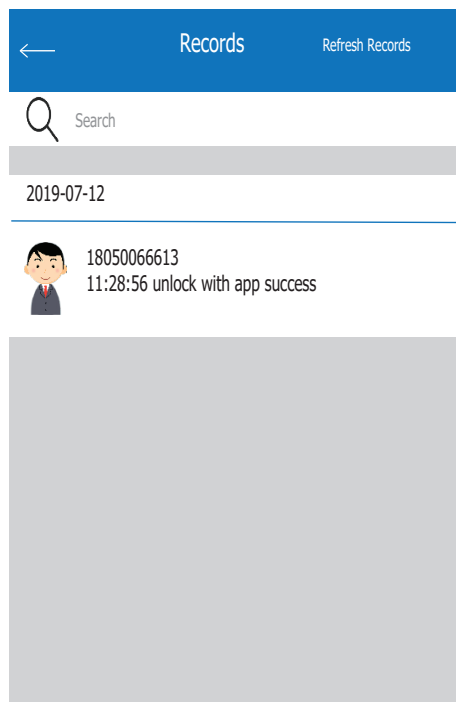 Records
Refresh Records
Search
2019-07-12
18050066613
11:28:56 unlock with app success